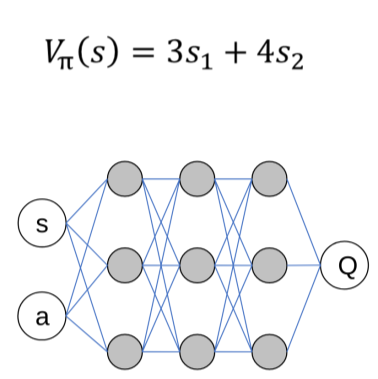 Vπ(s) = 3s₁ + 4s₂
s
a
Q